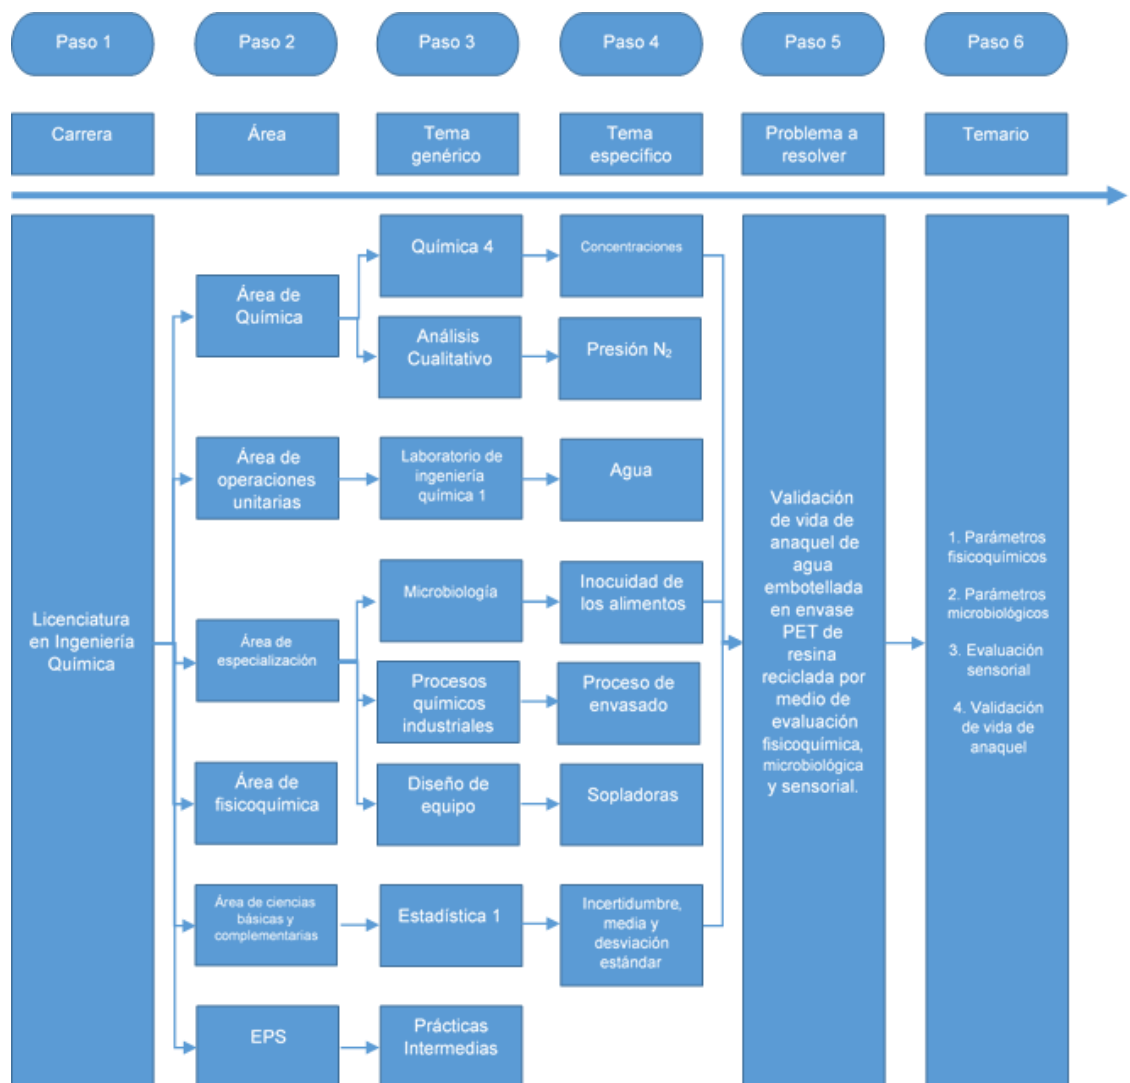 Paso 1
Paso 2
Paso 3
Paso 4
Paso 5
Paso 6
Carrera
Área
Tema
genérico
Tema
específico
Problema a
resolver
Temario
Licenciatura
en Ingeniería
Química
Área de
Química
Química 4
Concentraciones
Análisis
Cualitativo
Presión N₂
Área de
operaciones
unitarias
Laboratorio de
ingeniería
química 1
Agua
Área de
especialización
Microbiología
Inocuidad de
los alimentos
Procesos
químicos
industriales
Proceso de
envasado
Diseño de
equipo
Sopladoras
Área de
fisicoquímica
Área de ciencias
básicas y
complementarias
Estadística 1
Incertidumbre,
media y
desviación
estándar
EPS
Prácticas
Intermedias
Validación
de vida de
anaquel de
agua
embotellada
en envase
PET de
resina
reciclada por
medio de
evaluación
fisicoquímica,
microbiológica
y sensorial.
1. Parámetros
fisicoquímicos
2. Parámetros
microbiológicos
3. Evaluación
sensorial
4. Validación
de vida de
anaquel